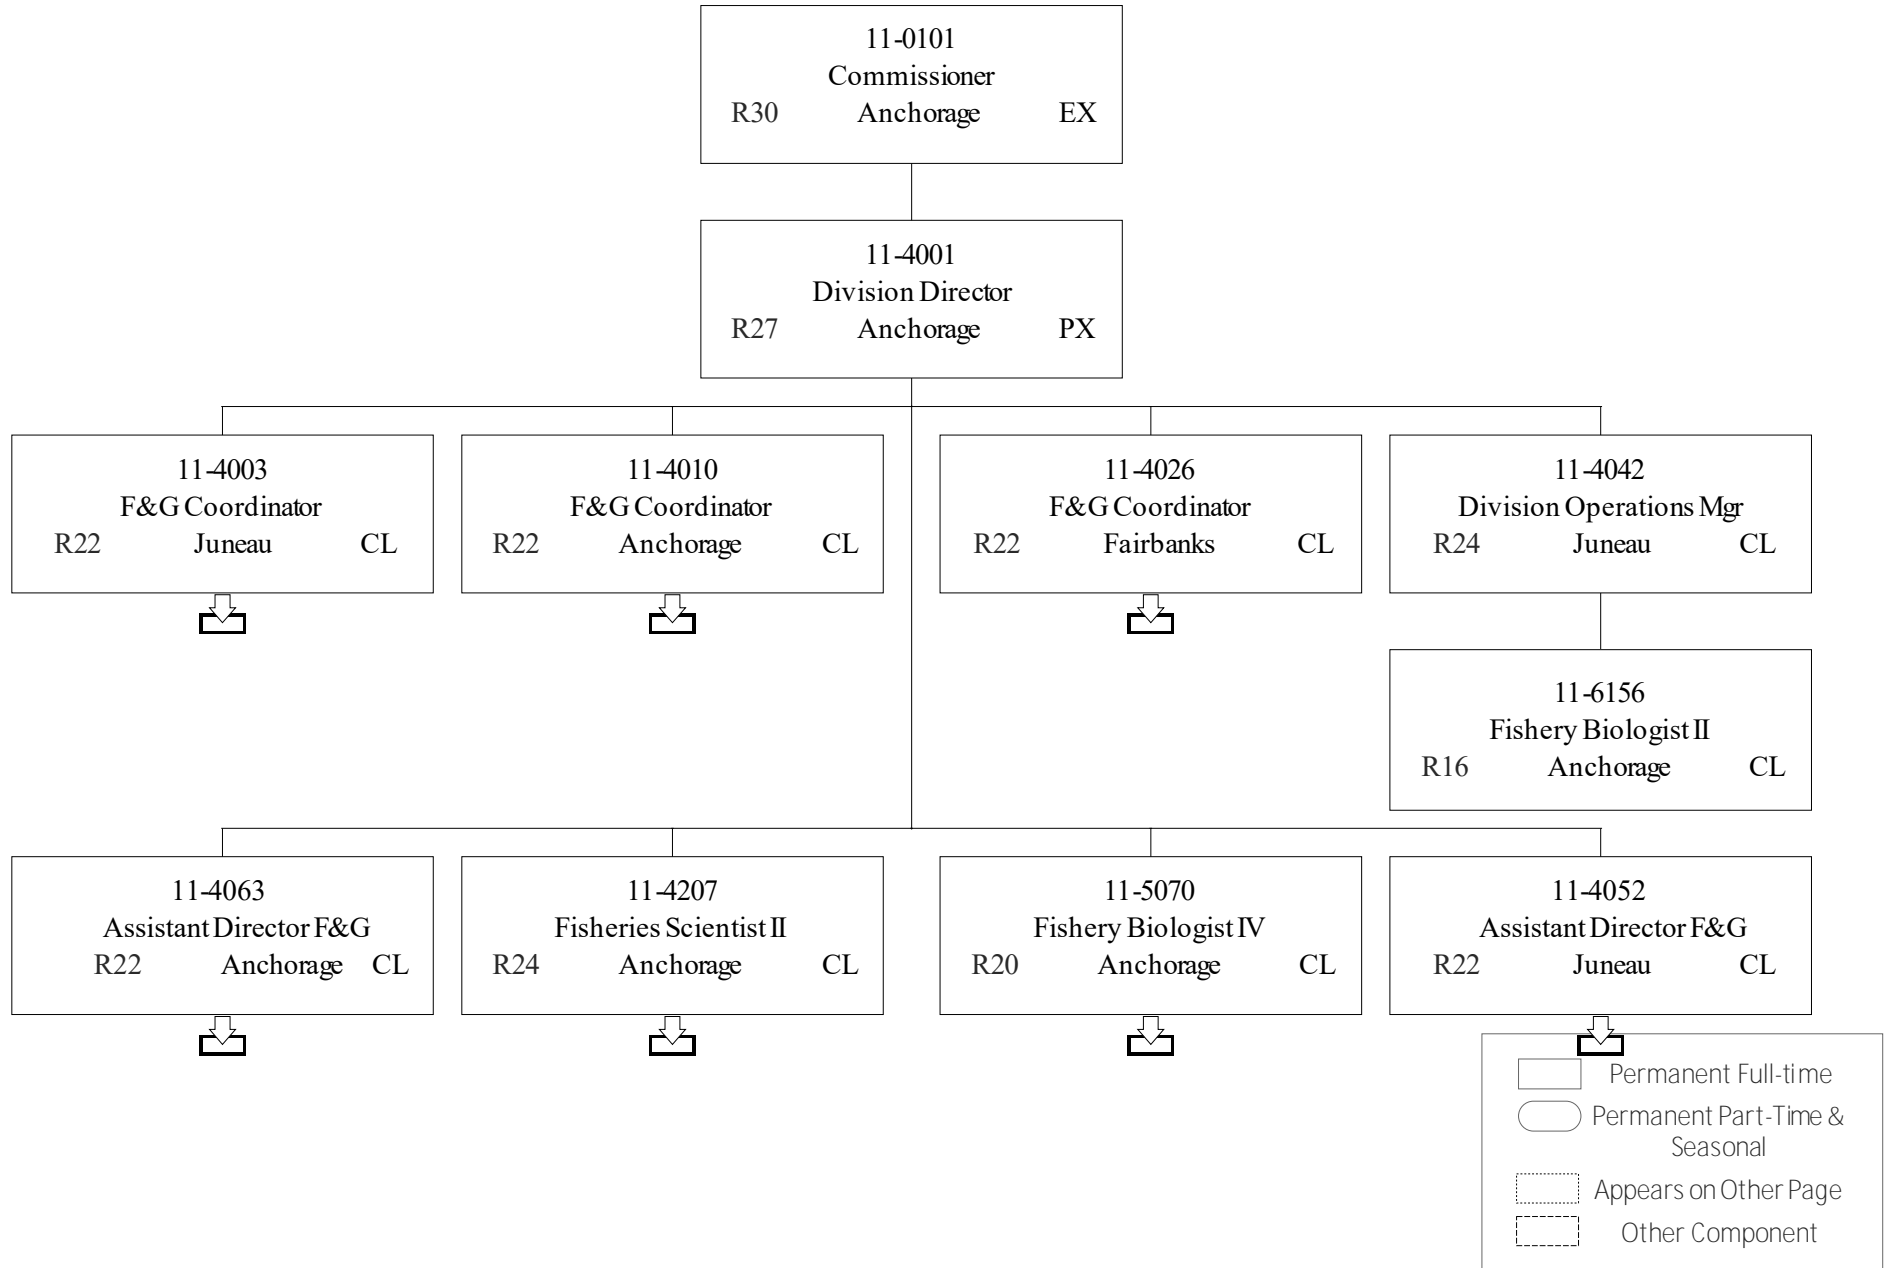 11-0101
Commissioner
R30 Anchorage EX
11-4001
Division Director
R27 Anchorage PX
11-4003
F&G Coordinator
R22 Juneau CL
11-4010
F&G Coordinator
R22 Anchorage CL
11-4026
F&G Coordinator
R22 Fairbanks CL
11-4042
Division Operations Mgr
R24 Juneau CL
11-6156
Fishery Biologist II
R16 Anchorage CL
11-4063
Assistant Director F&G
R22 Anchorage CL
11-4207
Fisheries Scientist II
R24 Anchorage CL
11-5070
Fishery Biologist IV
R20 Anchorage CL
11-4052
Assistant Director F&G
R22 Juneau CL
Permanent Full-time
Permanent Part-Time &
Seasonal
Appears on Other Page
Other Component